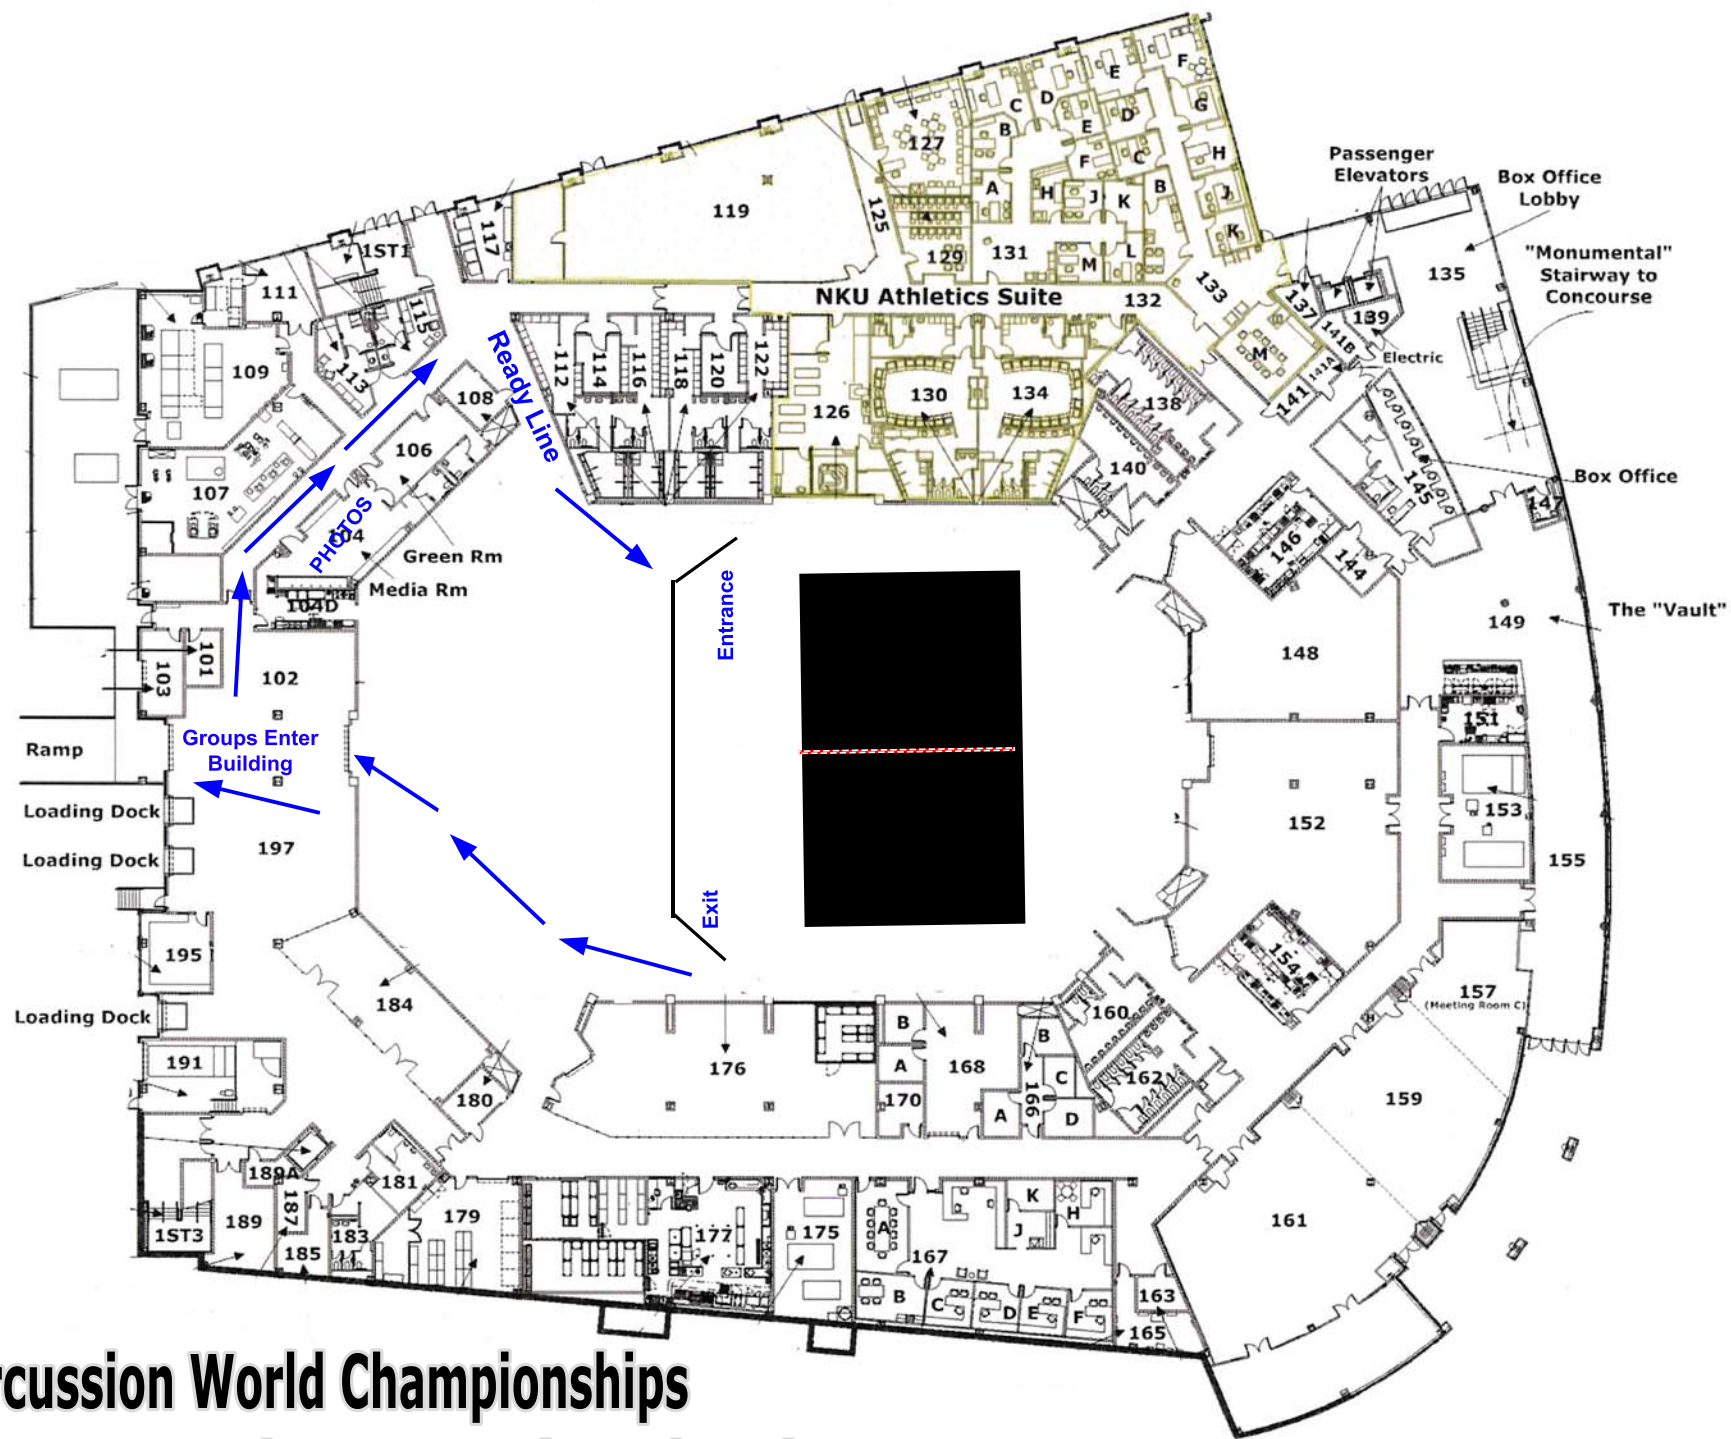 F
E
D
C
G
D
E
B
127
C
F
H
A
H
J
K
B
J
119
125
K
117
1ST1
129
131
L
M
133
132
NKU Athletics Suite
Passenger
Elevators
Box Office
Lobby
"Monumental"
Stairway to
Concourse
135
137
139
141B
Electric
141A
141
M
111
115
109
113
108
Ready Line
112
114
116
118
120
122
126
130
134
138
140
106
107
PHOTOS
104
Green Rm
Media Rm
104D
145
Box Office
146
144
The "Vault"
149
148
Entrance
101
103
102
Groups Enter
Building
Ramp
Loading Dock
Loading Dock
197
151
153
152
155
Exit
195
184
Loading Dock
154
157
(Meeting Room C)
160
B
B
A
C
168
176
191
180
170
A
166
D
162
159
189A
181
187
189
1ST3
185
183
179
177
175
A
167
K
H
J
B
C
D
E
F
161
163
165
rcussion World Championships